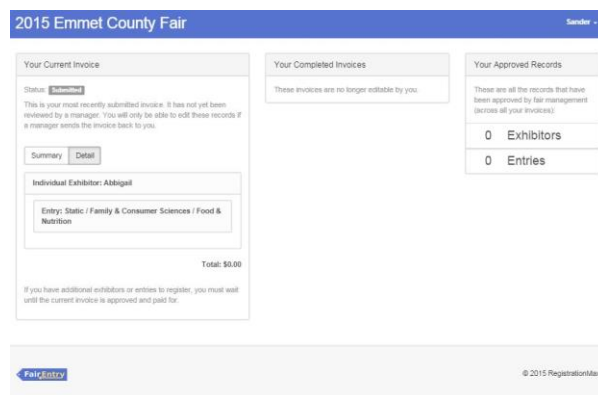 2015 Emmet County Fair
Sander
Your Current Invoice
Status: Submitted
This is your most recently submitted invoice. It has not yet been
reviewed by a manager. You will only be able to edit these records if
a manager sends the invoice back to you.
Summary Detail
Individual Exhibitor: Abbigail
Entry: Static / Family & Consumer Sciences / Food &
Nutrition
Total: $0.00
If you have additional exhibitors or entries to register, you must wait
until the current invoice is approved and paid for.
Your Completed Invoices
These invoices are no longer editable by you.
Your Approved Records
These are all the records that have
been approved by fair management
(across all your invoices):
0 Exhibitors
0 Entries
FairEntry
© 2015 RegistrationMa